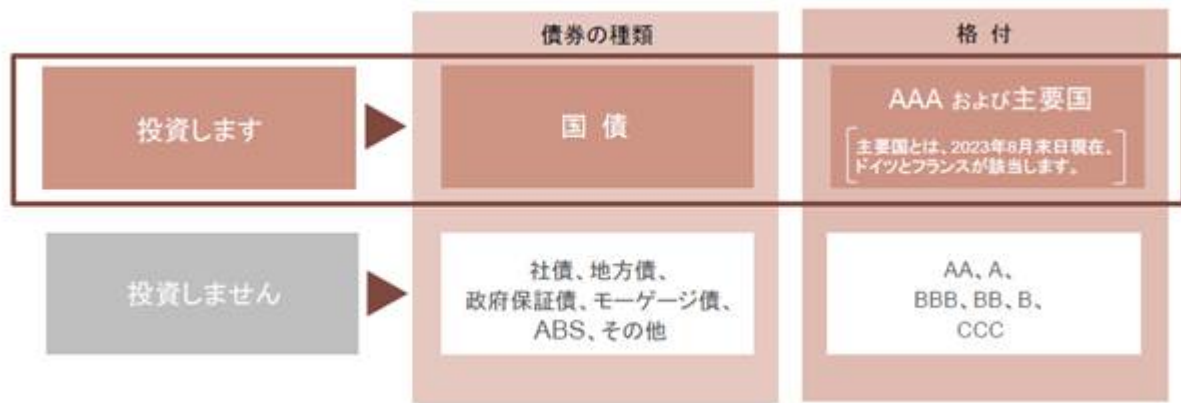 債券の種類
格 付
投資します
国 債
AAA および主要国
主要国とは、2023年8月末日現在、
ドイツとフランスが該当します。
投資しません
社債、地方債、
政府保証債、モーゲージ債、
ABS、その他
AA、A、
BBB、BB、B、
CCC